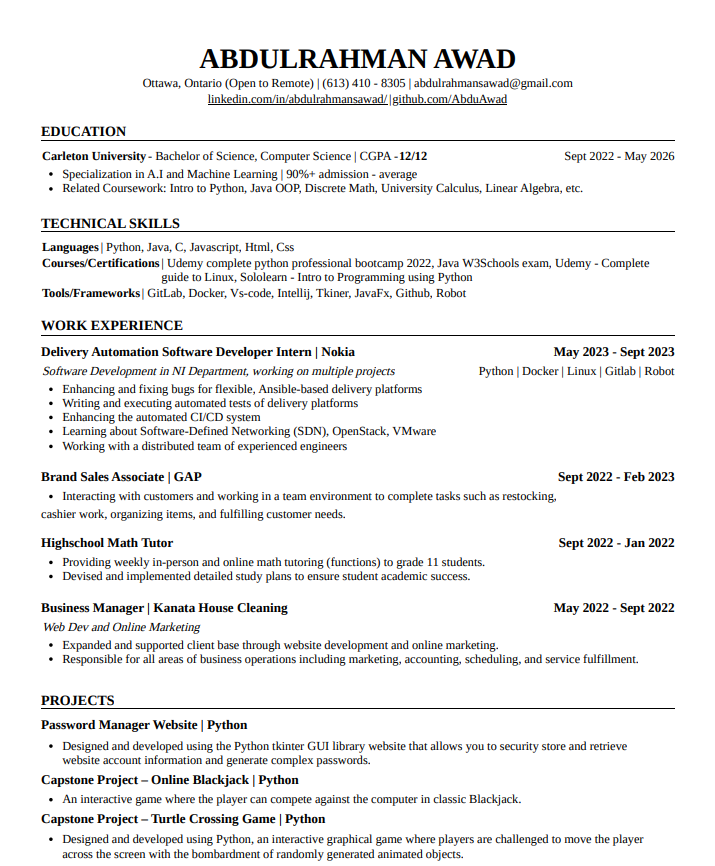 ABDULRAHMAN AWAD
Ottawa, Ontario (Open to Remote) | (613) 410 - 8305 | abdulrahmansawad@gmail.com
linkedin.com/in/abdulrahmansawad/ | github.com/AbduAwad
EDUCATION
Carleton University - Bachelor of Science, Computer Science | CGPA - 12/12 Sept 2022 - May 2026
• Specialization in A.I and Machine Learning | 90%+ admission - average
• Related Coursework: Intro to Python, Java OOP, Discrete Math, University Calculus, Linear Algebra, etc.
TECHNICAL SKILLS
Languages | Python, Java, C, Javascript, Html, Css
Courses/Certifications | Udemy complete python professional bootcamp 2022, Java W3Schools exam, Udemy - Complete
guide to Linux, Sololearn - Intro to Programming using Python
Tools/Frameworks | GitLab, Docker, Vs-code, Intellij, Tkiner, JavaFx, Github, Robot
WORK EXPERIENCE
Delivery Automation Software Developer Intern | Nokia May 2023 - Sept 2023
Software Development in NI Department, working on multiple projects Python | Docker | Linux | Gitlab | Robot
• Enhancing and fixing bugs for flexible, Ansible-based delivery platforms
• Writing and executing automated tests of delivery platforms
• Enhancing the automated CI/CD system
• Learning about Software-Defined Networking (SDN), OpenStack, VMware
• Working with a distributed team of experienced engineers
Brand Sales Associate | GAP Sept 2022 - Feb 2023
• Interacting with customers and working in a team environment to complete tasks such as restocking,
cashier work, organizing items, and fulfilling customer needs.
Highschool Math Tutor Sept 2022 - Jan 2022
• Providing weekly in-person and online math tutoring (functions) to grade 11 students.
• Devised and implemented detailed study plans to ensure student academic success.
Business Manager | Kanata House Cleaning May 2022 - Sept 2022
Web Dev and Online Marketing
• Expanded and supported client base through website development and online marketing.
• Responsible for all areas of business operations including marketing, accounting, scheduling, and service fulfillment.
PROJECTS
Password Manager Website | Python
• Designed and developed using the Python tkinter GUI library website that allows you to security store and retrieve
website account information and generate complex passwords.
Capstone Project – Online Blackjack | Python
• An interactive game where the player can compete against the computer in classic Blackjack.
Capstone Project – Turtle Crossing Game | Python
• Designed and developed using Python, an interactive graphical game where players are challenged to move the player
across the screen with the bombardment of randomly generated animated objects.